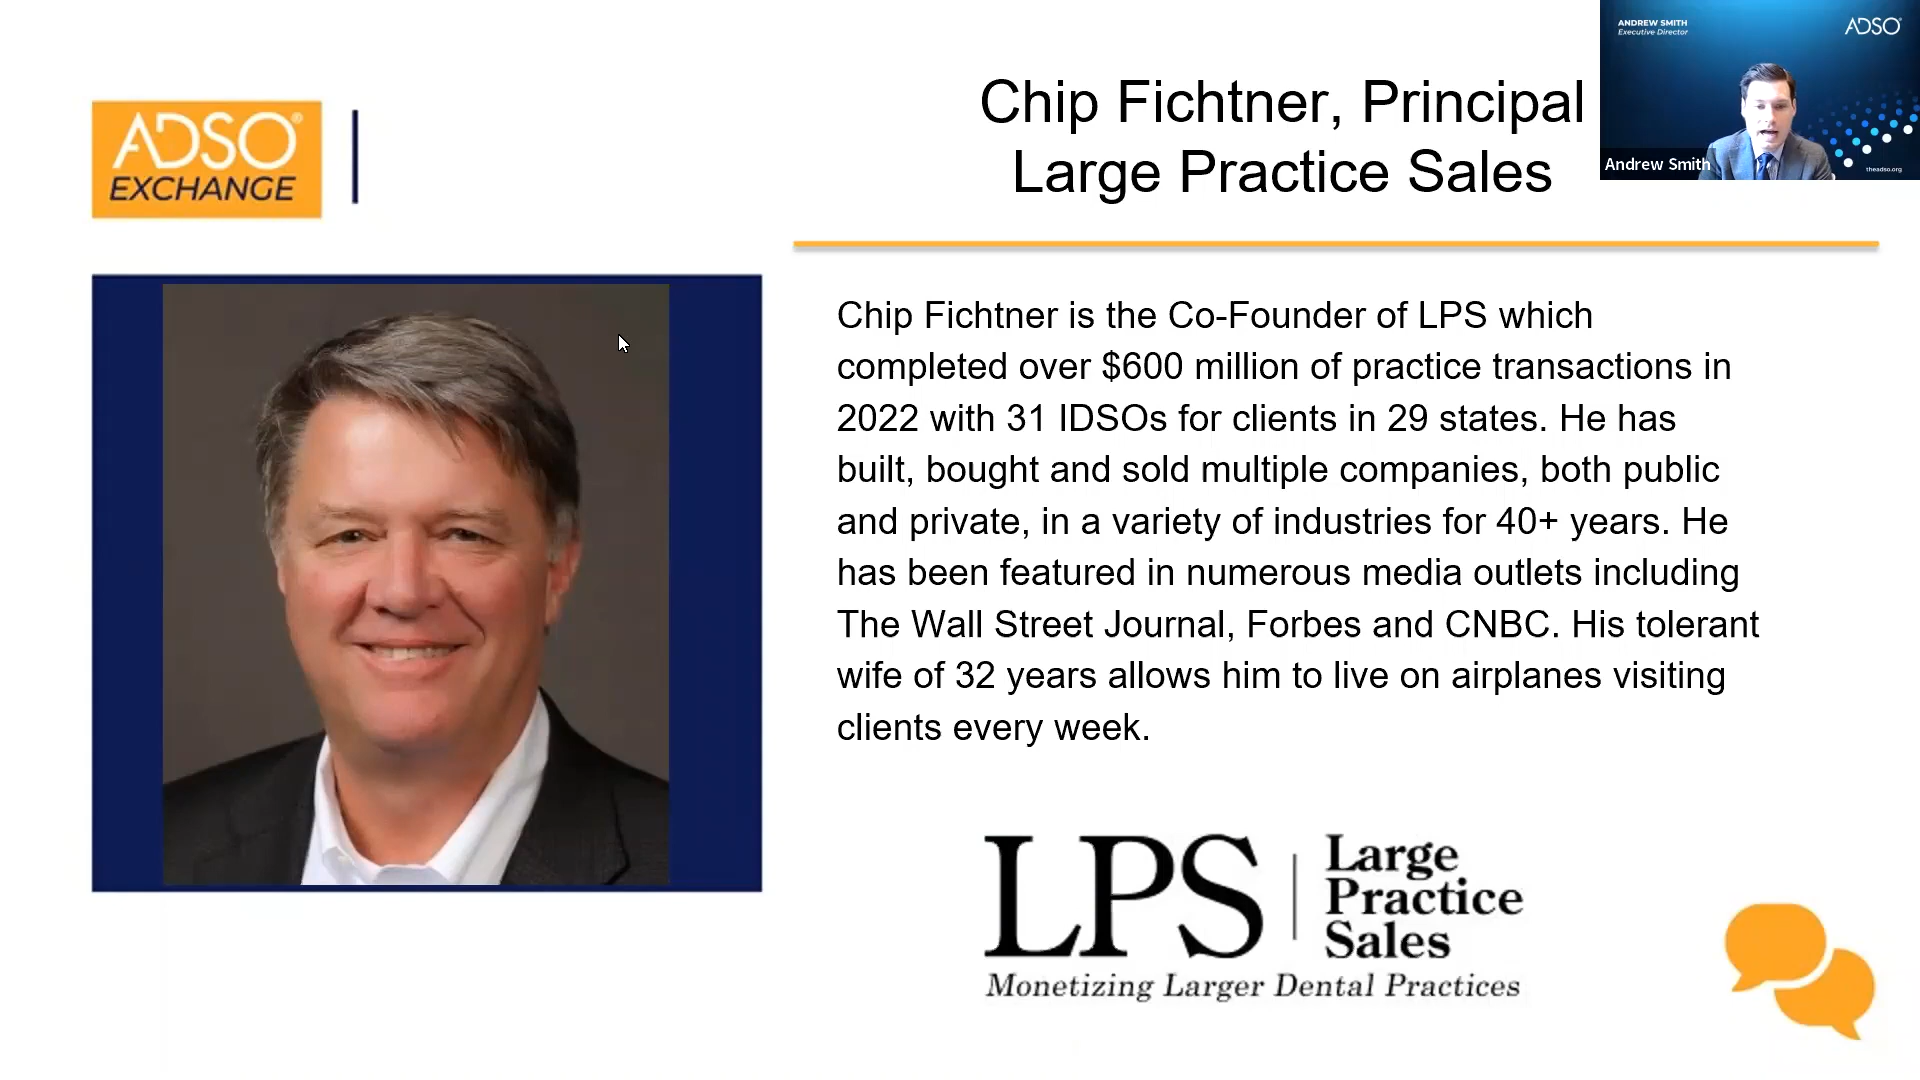 ADSO®
EXCHANGE
Chip Fichtner, Principal
Large Practice Sales
ANDREW SMITH
Executive Director
ADSO®
Andrew Smith
theadso.org
Chip Fichtner is the Co-Founder of LPS which
completed over $600 million of practice transactions in
2022 with 31 IDSOs for clients in 29 states. He has
built, bought and sold multiple companies, both public
and private, in a variety of industries for 40+ years. He
has been featured in numerous media outlets including
The Wall Street Journal, Forbes and CNBC. His tolerant
wife of 32 years allows him to live on airplanes visiting
clients every week.
LPS
Large
Practice
Sales
Monetizing Larger Dental Practices